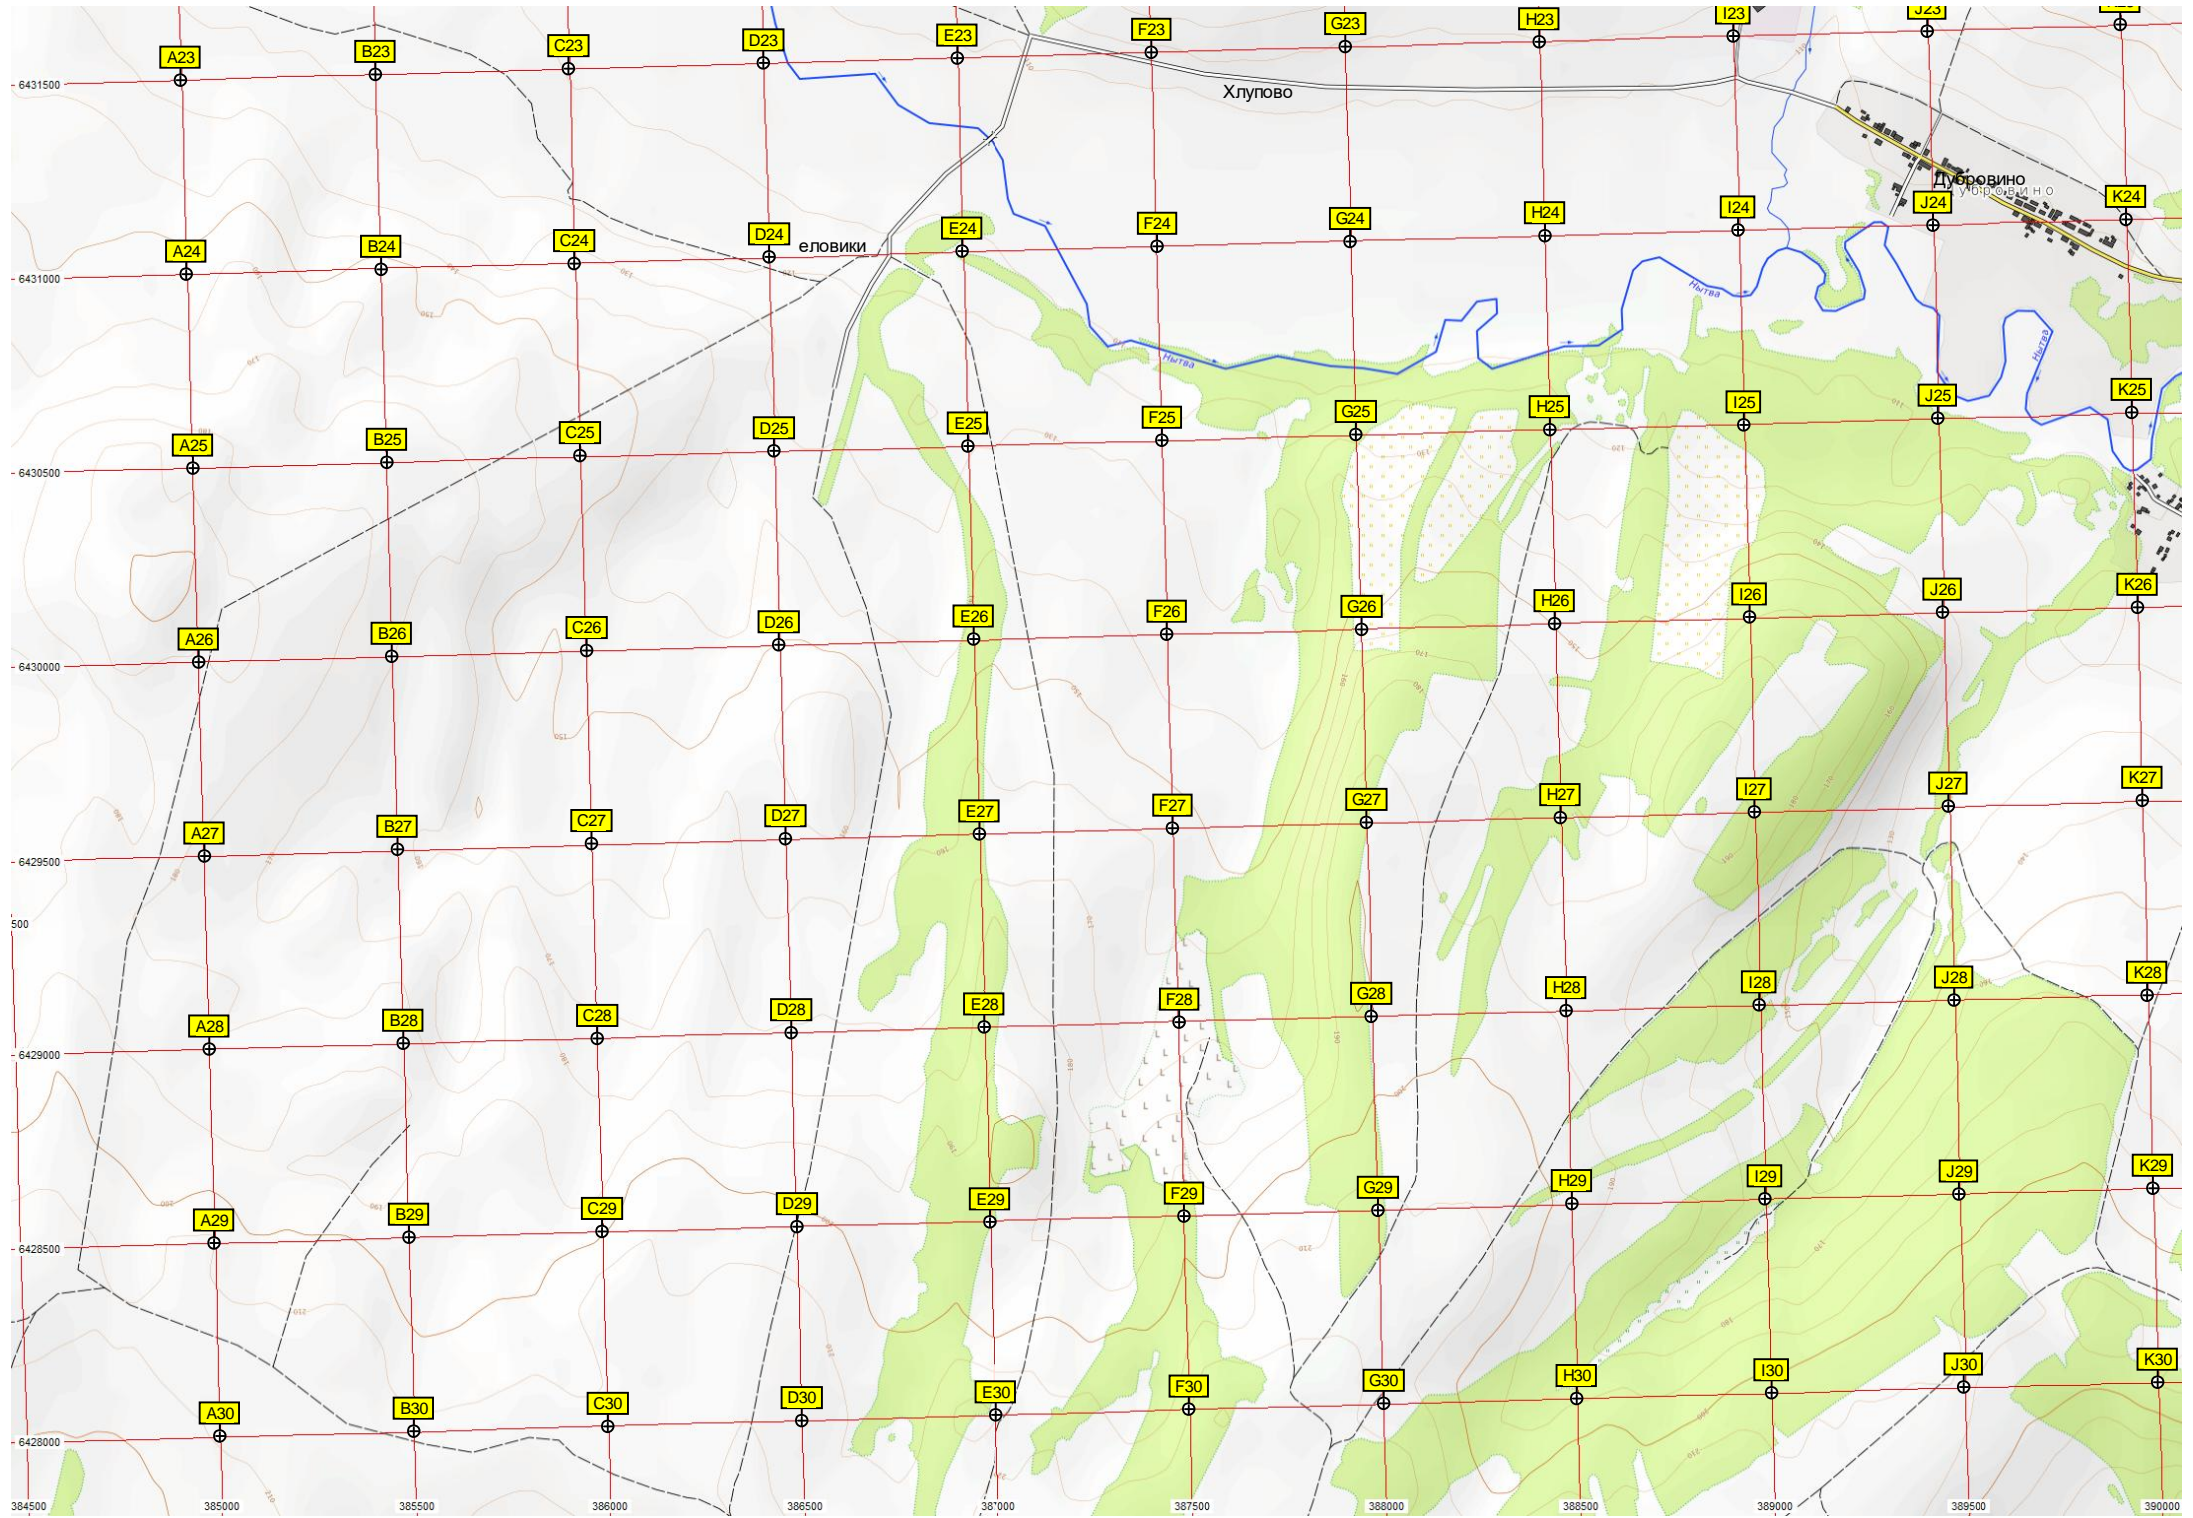 A23 B23 C23 D23 E23 F23 G23 H23 I23 J23
6431500
Хлупово
Дубровино
Дубровино
A24 B24 C24 D24 E24 F24 G24 H24 I24 J24 K24
еловики
6431000
Нытва
Нытва
Нытва
A25 B25 C25 D25 E25 F25 G25 H25 I25 J25 K25
6430500
A26 B26 C26 D26 E26 F26 G26 H26 I26 J26 K26
6430000
A27 B27 C27 D27 E27 F27 G27 H27 I27 J27 K27
6429500
500
A28 B28 C28 D28 E28 F28 G28 H28 I28 J28 K28
6429000
A29 B29 C29 D29 E29 F29 G29 H29 I29 J29 K29
6428500
A30 B30 C30 D30 E30 F30 G30 H30 I30 J30 K30
6428000
384500 385000 385500 386000 386500 387000 387500 388000 388500 389000 389500 390000